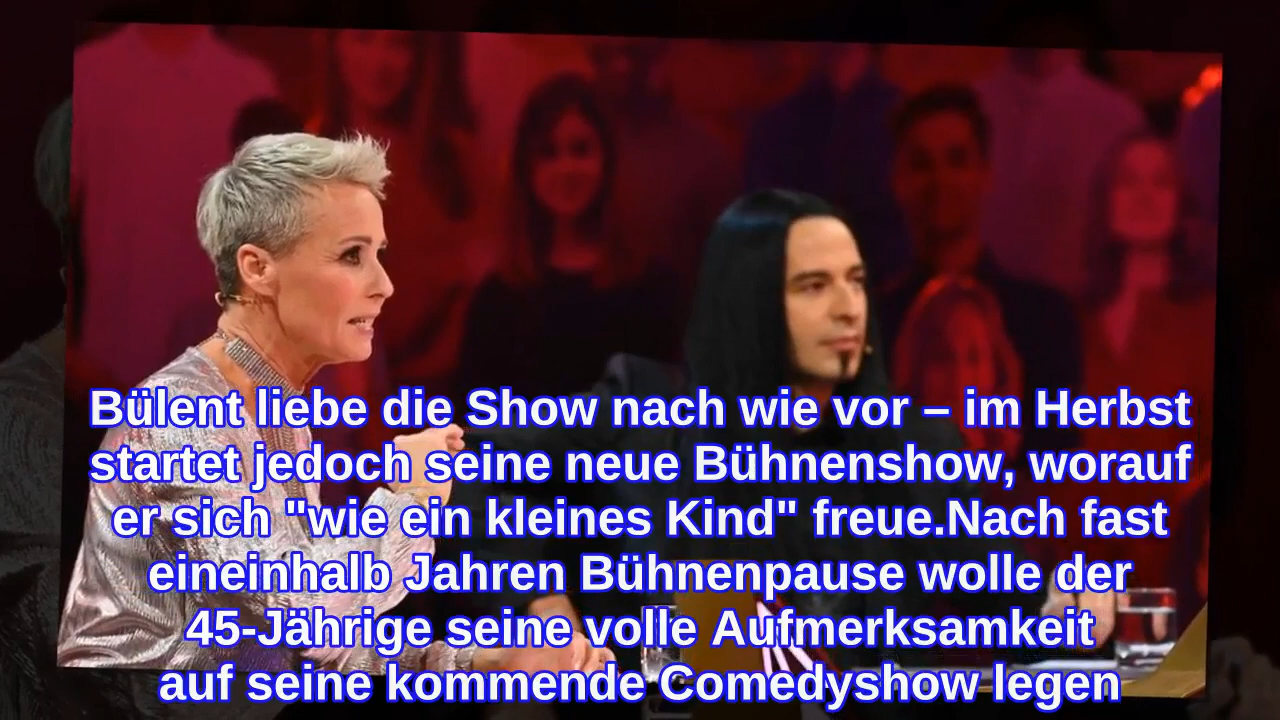 Bülent liebe die Show nach wie vor – im Herbst
startet jedoch seine neue Bühnenshow, worauf
er sich "wie ein kleines Kind" freue.Nach fast
eineinhalb Jahren Bühnenpause wolle der
45-Jährige seine volle Aufmerksamkeit
auf seine kommende Comedyshow legen